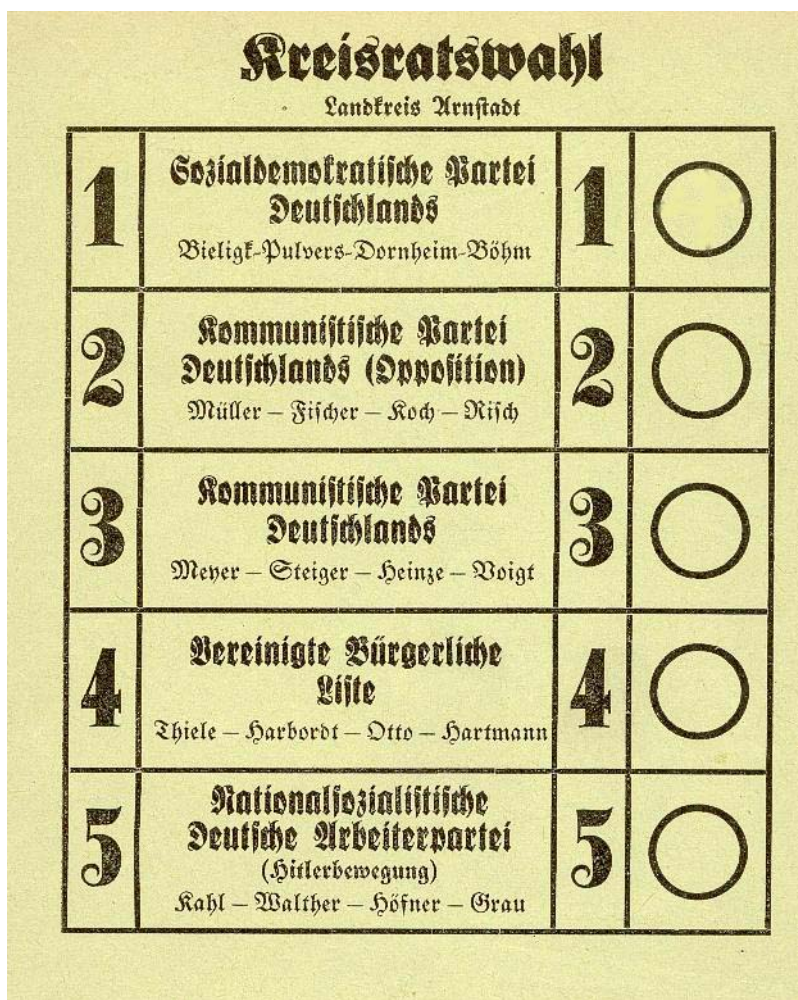 Kreisratswahl
Landkreis Arnstadt
1 Sozialdemokratische Partei 1
Deutschlands
Bieligk-Pulvers-Dornheim-Böhm
2 Kommunistische Partei 2
Deutschlands (Opposition)
Müller – Fischer – Koch – Risch
3 Kommunistische Partei 3
Deutschlands
Meyer – Steiger – Heinze – Voigt
4 Vereinigte Bürgerliche 4
Liste
Thiele – Harbordt – Otto – Hartmann
5 Nationalsozialistische 5
Deutsche Arbeiterpartei
(Hitlerbewegung)
Kahl – Walther – Höfner – Grau